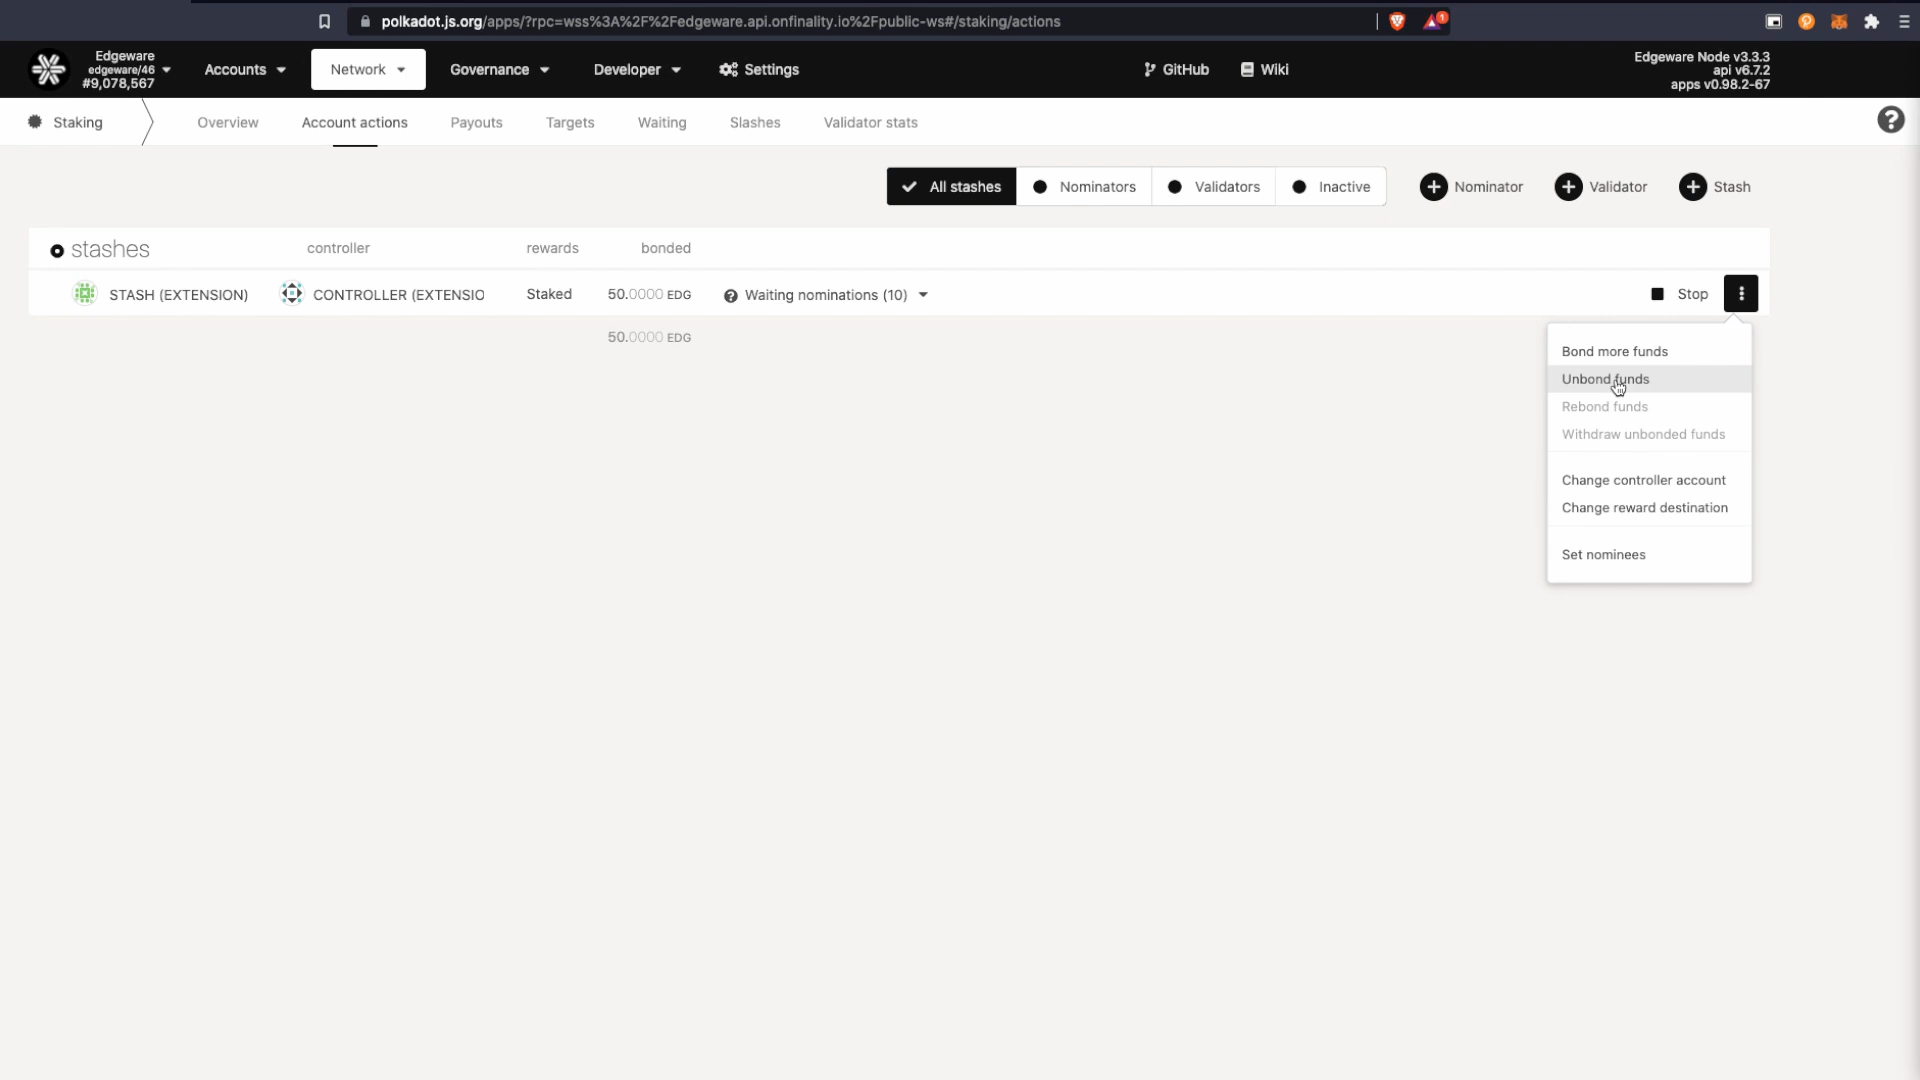 polkadot.js.org/apps/?rpc=wss%3A%2F%2Fedgeware.api.onfinality.io%2Fpublic-ws#/staking/actions
1
Edgeware
edgeware/46
#9,078,567
Accounts
Network
Governance
Developer
Settings
GitHub
Wiki
Edgeware Node v3.3.3
api v6.7.2
apps v0.98.2-67
Staking
Overview
Account actions
Payouts
Targets
Waiting
Slashes
Validator stats
?
All stashes
Nominators
Validators
Inactive
Nominator
Validator
Stash
stashes
controller
rewards
bonded
STASH (EXTENSION)
CONTROLLER (EXTENSIO
Staked
50.0000 EDG
? Waiting nominations (10)
Stop
50.0000 EDG
Bond more funds
Unbond funds
Rebond funds
Withdraw unbonded funds
Change controller account
Change reward destination
Set nominees